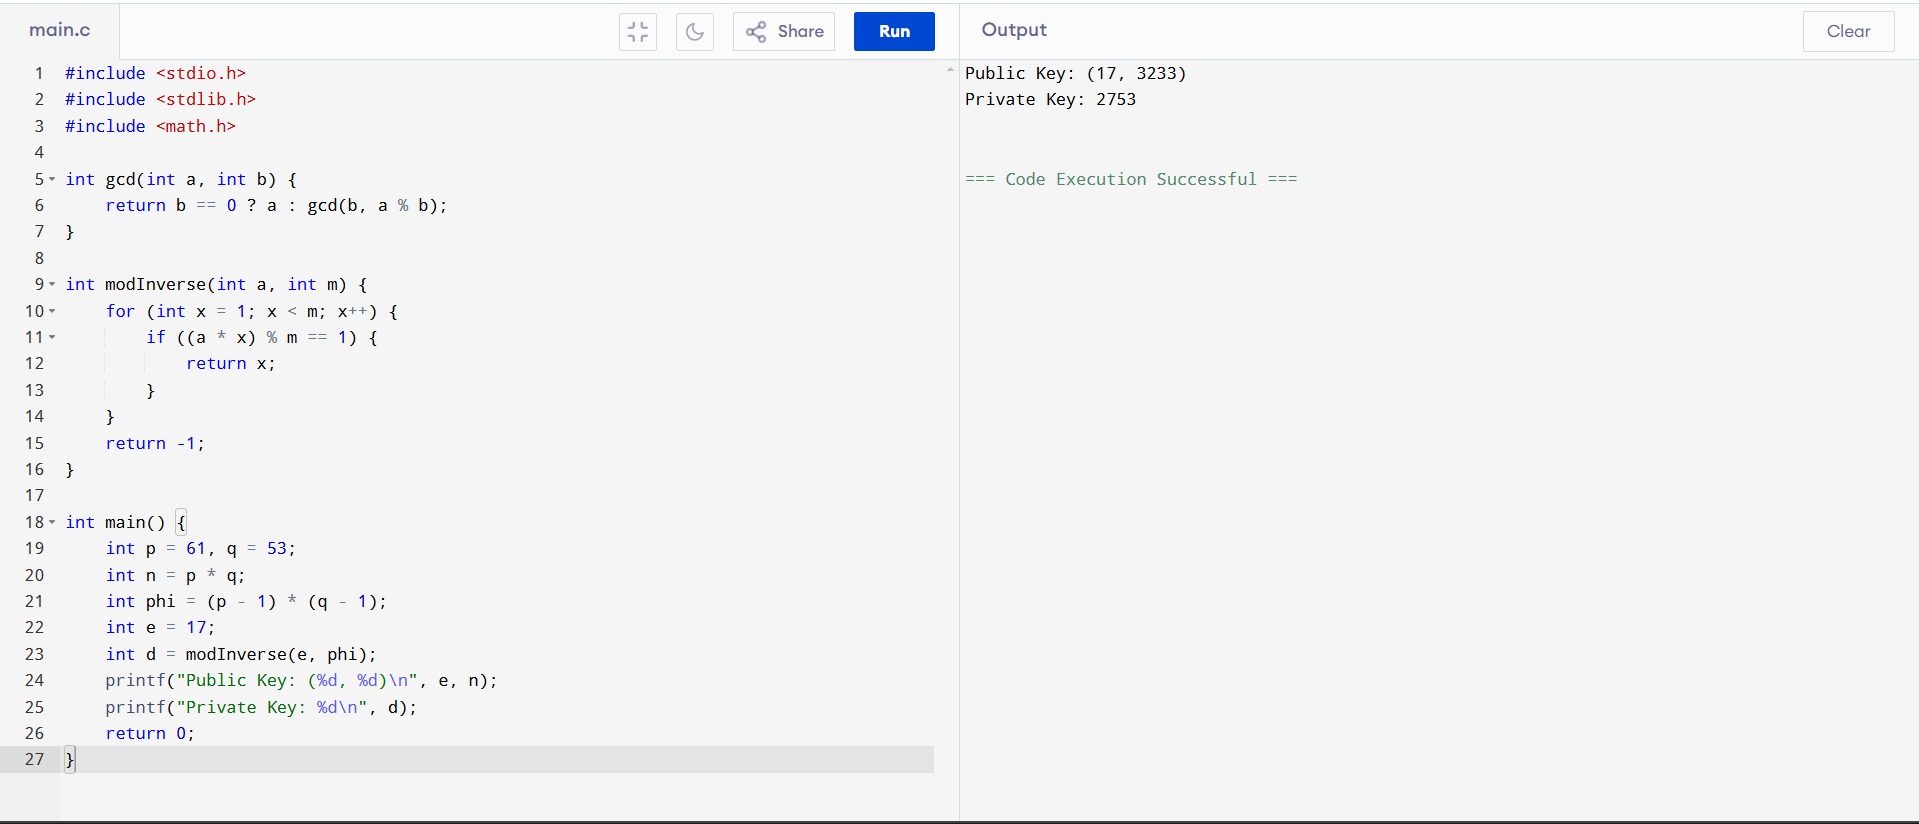 main.c
Share
Run
Output
Clear
1 #include <stdio.h>
2 #include <stdlib.h>
3 #include <math.h>
4
5 int gcd(int a, int b) {
6     return b == 0 ? a : gcd(b, a % b);
7 }
8
9 int modInverse(int a, int m) {
10     for (int x = 1; x < m; x++) {
11         if ((a * x) % m == 1) {
12             return x;
13         }
14     }
15     return -1;
16 }
17
18 int main() {
19     int p = 61, q = 53;
20     int n = p * q;
21     int phi = (p - 1) * (q - 1);
22     int e = 17;
23     int d = modInverse(e, phi);
24     printf("Public Key: (%d, %d)\n", e, n);
25     printf("Private Key: %d\n", d);
26     return 0;
27 }
Public Key: (17, 3233)
Private Key: 2753
=== Code Execution Successful ===